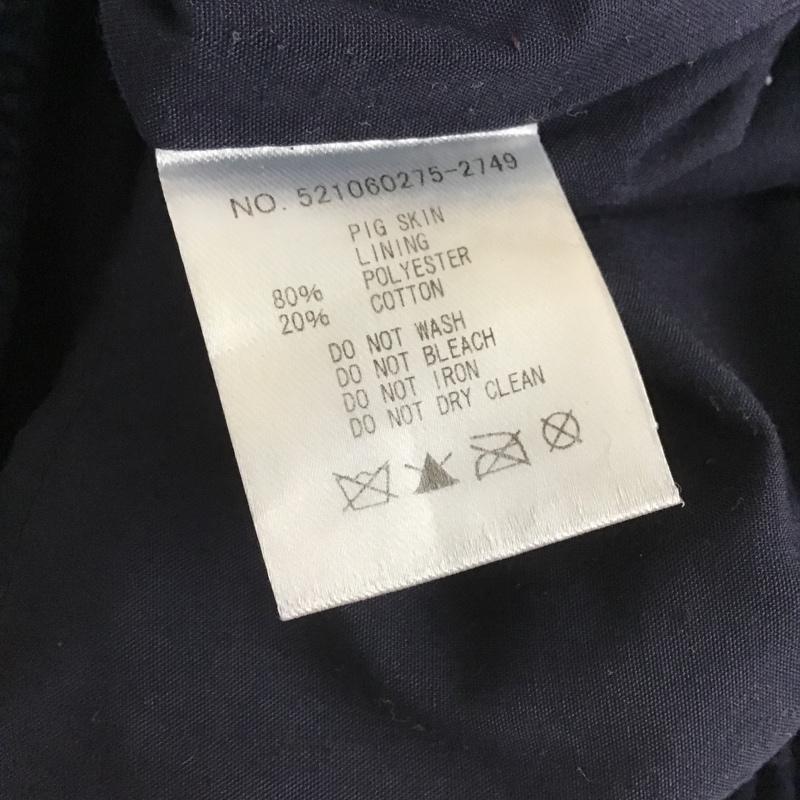 NO. 521060275-2749
PIG SKIN
LINING
80% POLYESTER
20% COTTON
DO NOT WASH
DO NOT BLEACH
DO NOT IRON
DO NOT DRY CLEAN